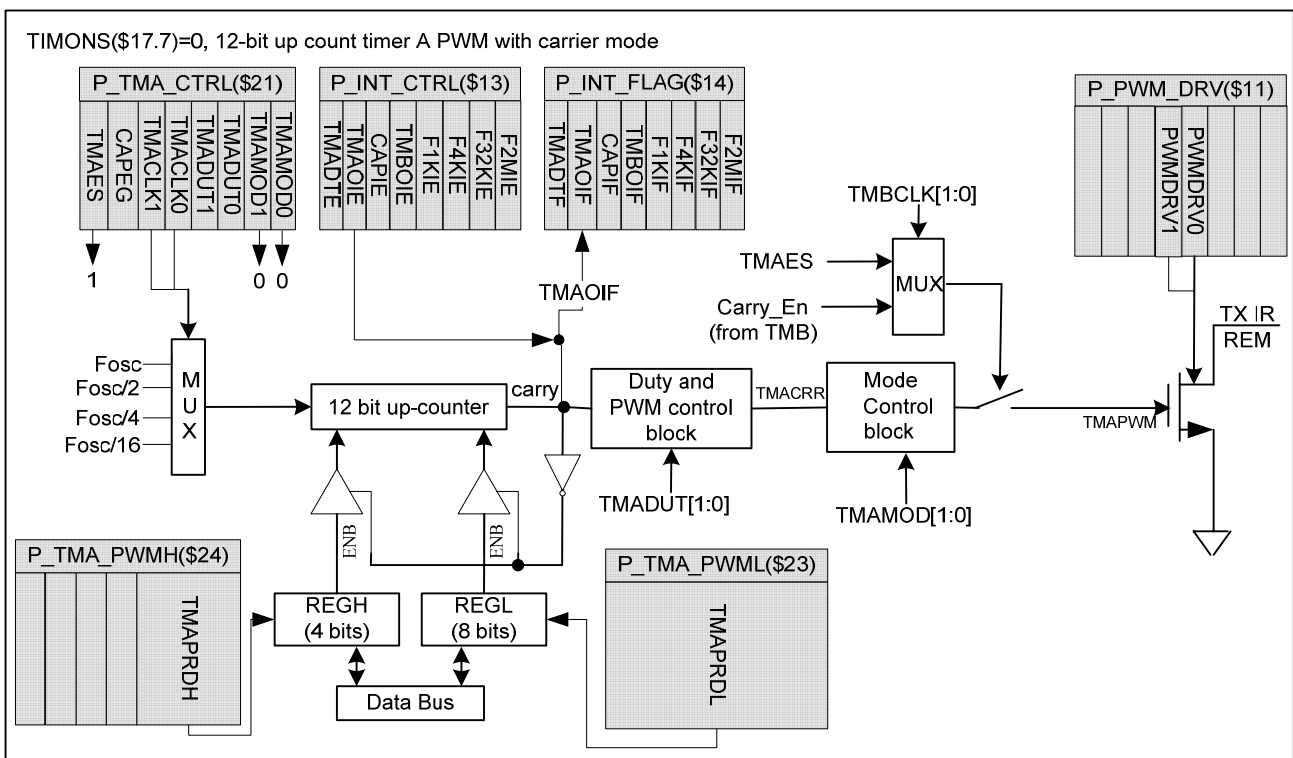 TIMONS($17.7)=0, 12-bit up count timer A PWM with carrier mode
P_TMA_CTRL($21)
TMAES
CAPEG
TMACLK1
TMACLK0
TMADUT1
TMADUT0
TMAMOD1
TMAMOD0
1
0
0
P_INT_CTRL($13)
TMADTE
TMAOIE
CAPIE
TMBOIE
F1KIE
F4KIE
F32KIE
F2MIE
P_INT_FLAG($14)
TMADTF
TMAOIF
CAPIF
TMBOIF
F1KIF
F4KIF
F32KIF
F2MIF
P_PWM_DRV($11)
PWMDRV1
PWMDRV0
TMBCLK[1:0]
TMAES
Carry_En
(from TMB)
MUX
TMAOIF
TX IR
REM
Fosc
Fosc/2
Fosc/4
Fosc/16
MUX
12 bit up-counter
carry
Duty and
PWM control
block
TMACRR
Mode
Control
block
TMAPWM
TMADUT[1:0]
TMAMOD[1:0]
ENB
ENB
P_TMA_PWMH($24)
TMAPRDH
REGH
(4 bits)
REGL
(8 bits)
Data Bus
P_TMA_PWML($23)
TMAPRDL